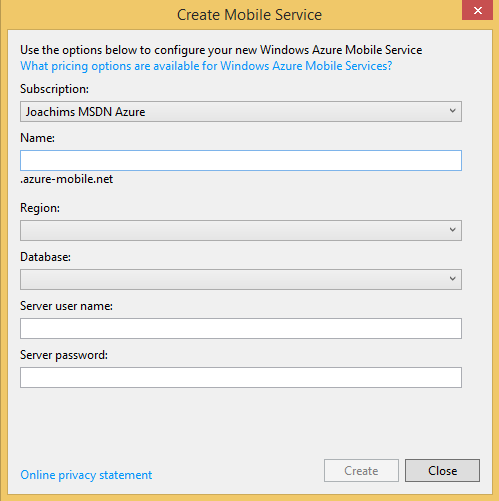 Create Mobile Service
Use the options below to configure your new Windows Azure Mobile Service
What pricing options are available for Windows Azure Mobile Services?
Subscription:
Joachims MSDN Azure
Name:
.azure-mobile.net
Region:
Database:
Server user name:
Server password:
Online privacy statement
Create
Close